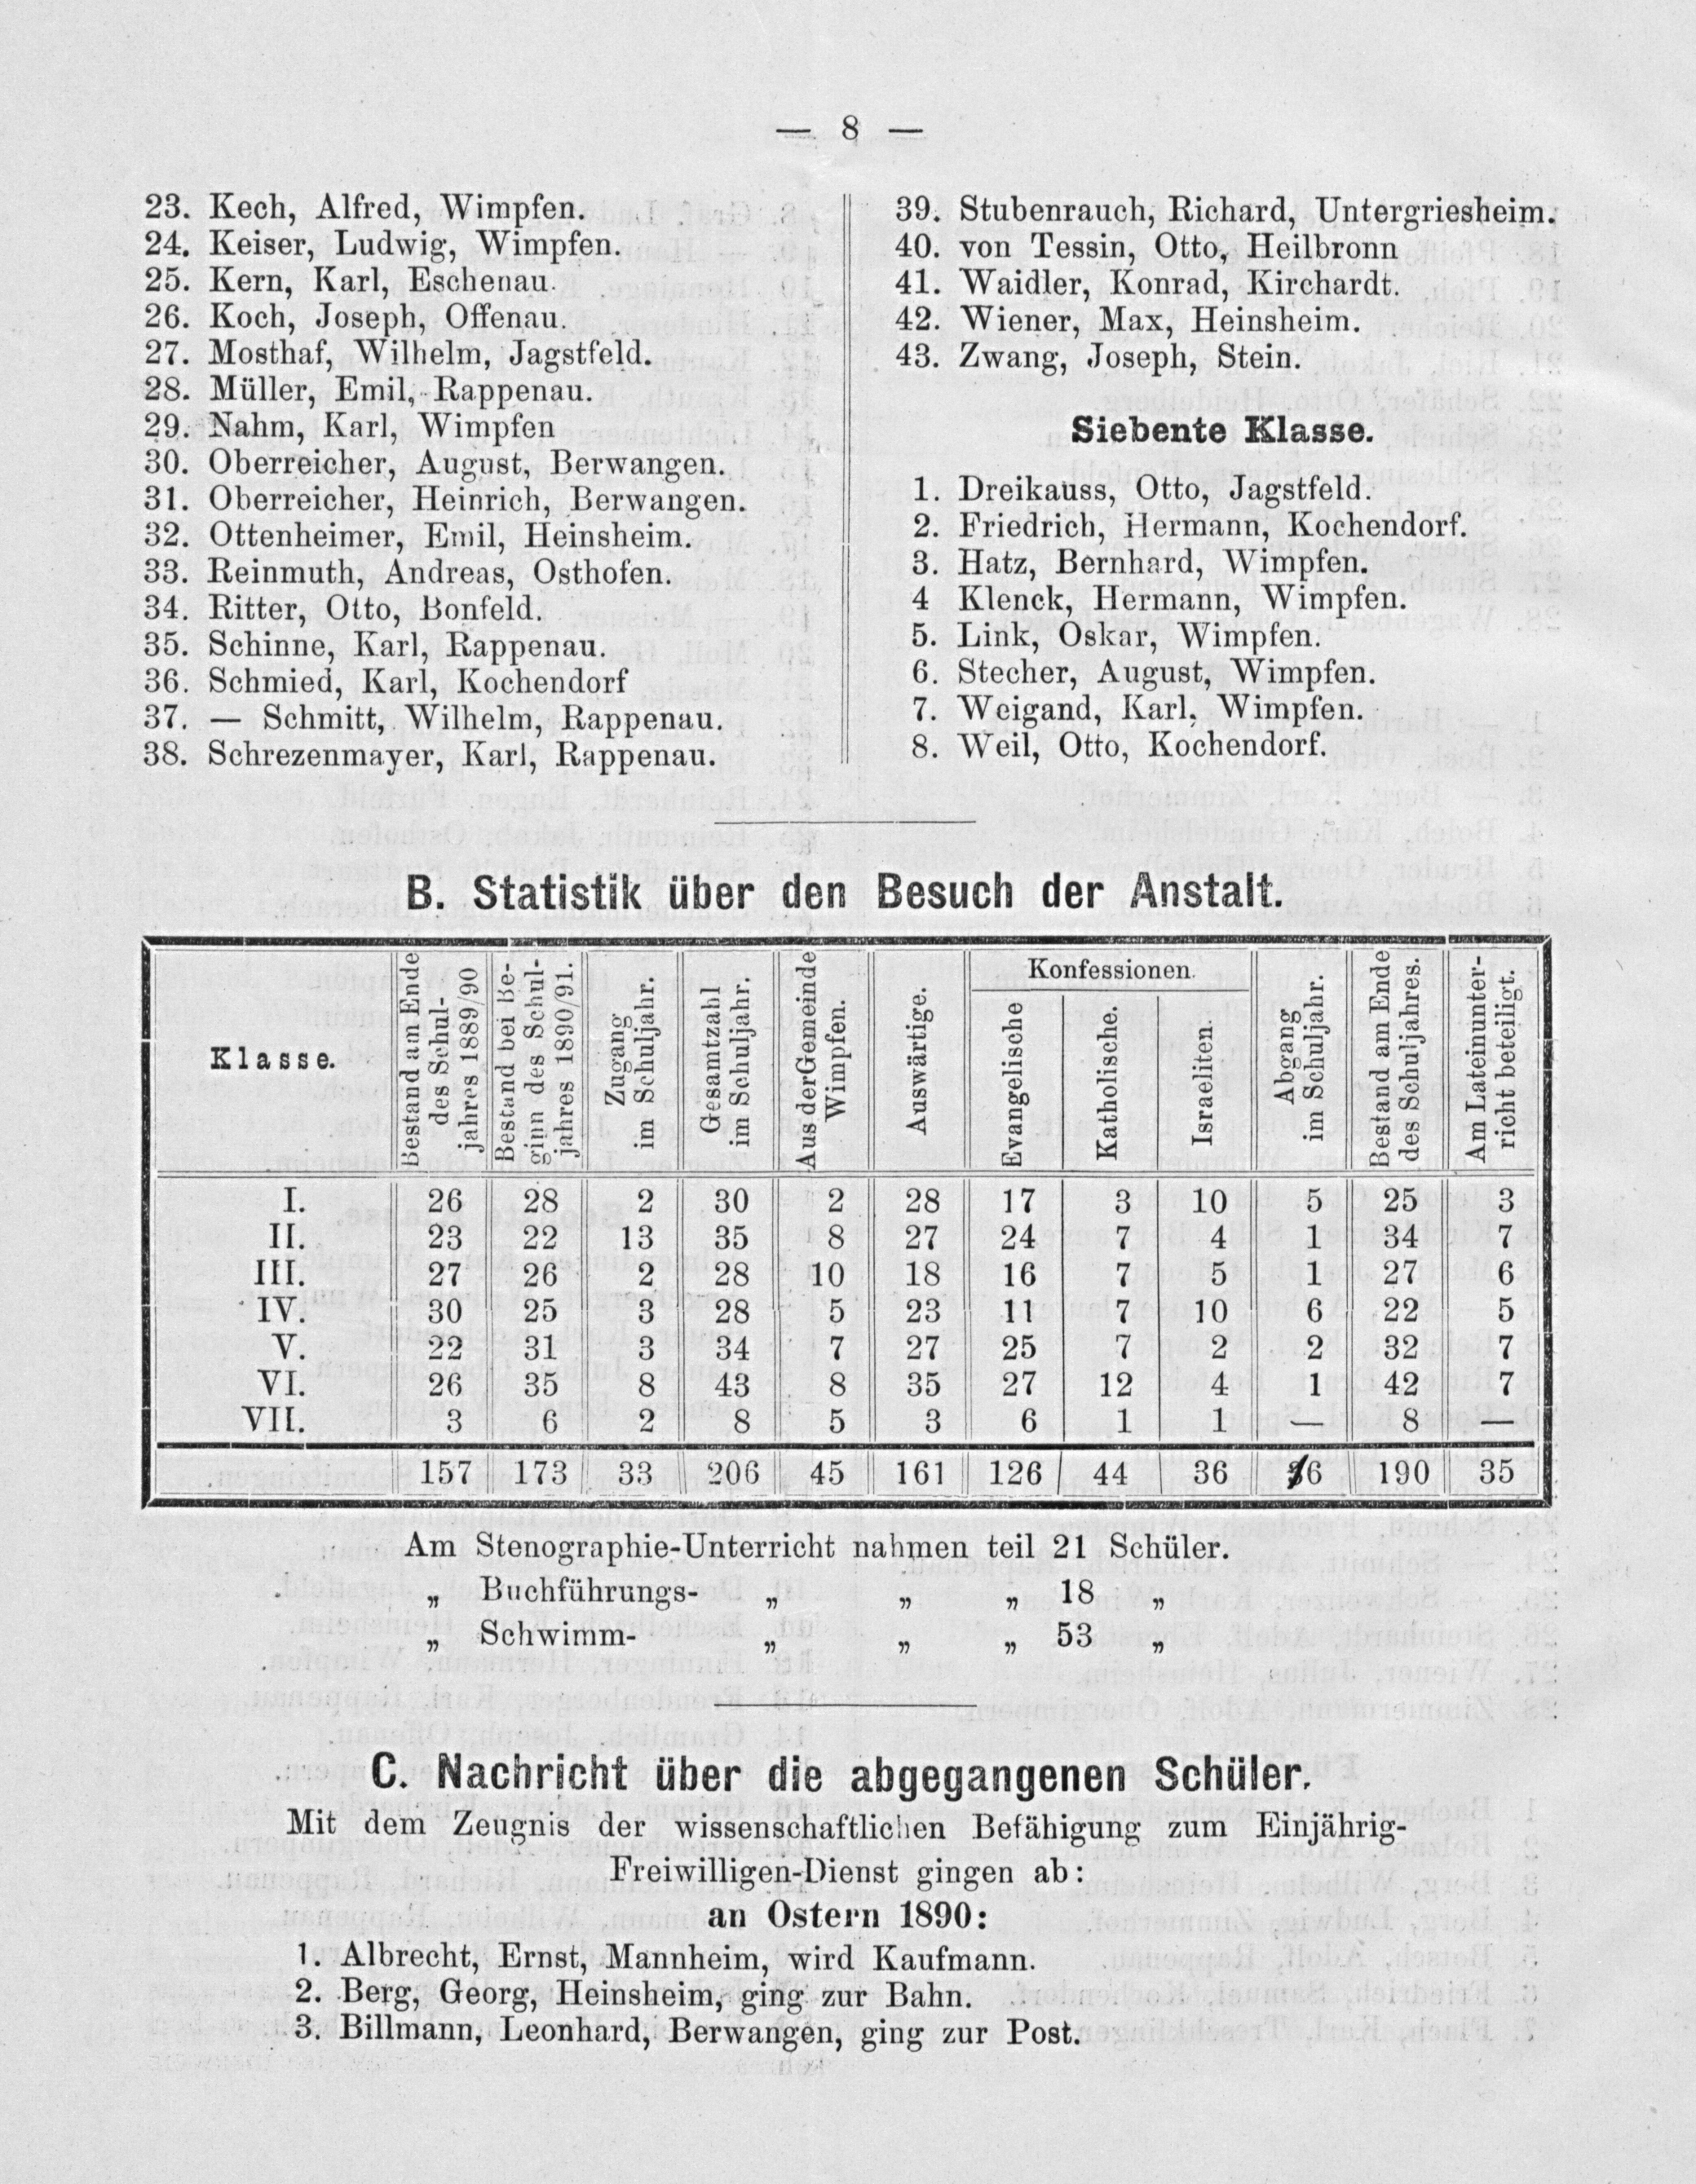 — 8 —
23. Kech, Alfred, Wimpfen.
24. Keiser, Ludwig, Wimpfen.
25. Kern, Karl, Eschenau.
26. Koch, Joseph, Offenau.
27. Mosthaf, Wilhelm, Jagstfeld.
28. Müller, Emil, Rappenau.
29. Nahm, Karl, Wimpfen
30. Oberreicher, August, Berwangen.
31. Oberreicher, Heinrich, Berwangen.
32. Ottenheimer, Emil, Heinsheim.
33. Reinmuth, Andreas, Osthofen.
34. Ritter, Otto, Bonfeld.
35. Schinne, Karl, Rappenau.
36. Schmied, Karl, Kochendorf
37. — Schmitt, Wilhelm, Rappenau.
38. Schrezenmayer, Karl, Rappenau.
39. Stubenrauch, Richard, Untergriesheim.
40. von Tessin, Otto, Heilbronn
41. Waidler, Konrad, Kirchardt.
42. Wiener, Max, Heinsheim.
43. Zwang, Joseph, Stein.
Siebente Klasse.
1. Dreikauss, Otto, Jagstfeld.
2. Friedrich, Hermann, Kochendorf.
3. Hatz, Bernhard, Wimpfen.
4 Klenck, Hermann, Wimpfen.
5. Link, Oskar, Wimpfen.
6. Stecher, August, Wimpfen.
7. Weigand, Karl, Wimpfen.
8. Weil, Otto, Kochendorf.
B. Statistik über den Besuch der Anstalt.
Klasse.
Bestand am Ende
des Schul-
jahres 1889/90
Bestand bei Be-
ginn des Schul-
jahres 1890/91.
Zugang
im Schuljahr.
Gesamtzahl
im Schuljahr.
Aus der Gemeinde
Wimpfen.
Auswärtige.
Konfessionen.
Evangelische
Katholische.
Israeliten.
Abgang
im Schuljahr.
Bestand am Ende
des Schuljahres.
Am Lateinunter-
richt beteiligt.
I. 26 28 2 30 2 28 17 3 10 5 25 3
II. 23 22 13 35 8 27 24 7 4 1 34 7
III. 27 26 2 28 10 18 16 7 5 1 27 6
IV. 30 25 3 28 5 23 11 7 10 6 22 5
V. 22 31 3 34 7 27 25 7 2 2 32 7
VI. 26 35 8 43 8 35 27 12 4 1 42 7
VII. 3 6 2 8 5 3 6 1 1 — 8 —
157 173 33 206 45 161 126 44 36 16 190 35
Am Stenographie-Unterricht nahmen teil 21 Schüler.
„ Buchführungs- „ „ „ 18 „
„ Schwimm- „ „ „ 53 „
C. Nachricht über die abgegangenen Schüler.
Mit dem Zeugnis der wissenschaftlichen Befähigung zum Einjährig-
Freiwilligen-Dienst gingen ab:
an Ostern 1890:
1. Albrecht, Ernst, Mannheim, wird Kaufmann.
2. Berg, Georg, Heinsheim, ging zur Bahn.
3. Billmann, Leonhard, Berwangen, ging zur Post.